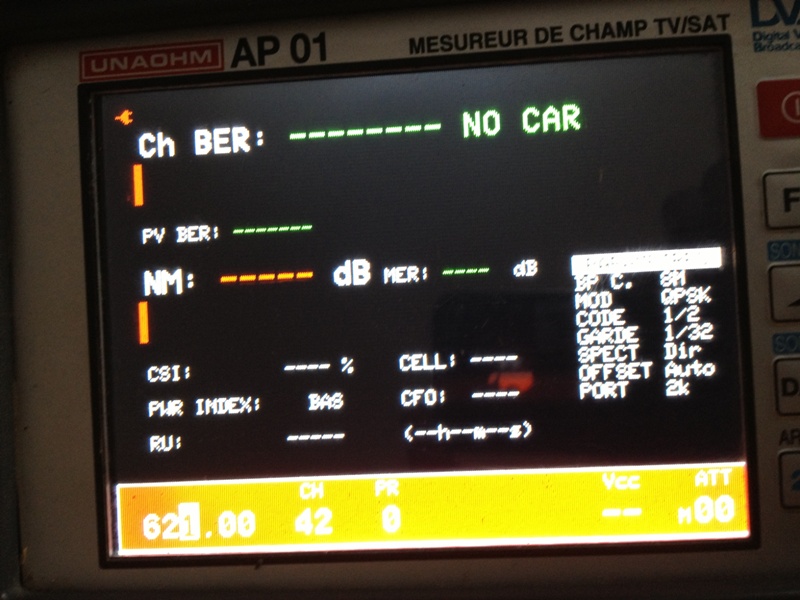 UNAOHM AP 01 MESUREUR DE CHAMP TV/SAT
Ch BER: -------- NO CAR
PV BER: -------
NM: ----- dB MER: ---- dB
BP C. 8M
MOD QPSK
CODE 1/2
GARDE 1/32
SPECT Dir
OFFSET Auto
PORT 2k
CSI: ---- % CELL: ----
PWR INDEX: BAS CFO: ----
RU: ----- (--h--m--s)
CH PR Vcc ATT
621.00 42 0 -- M00